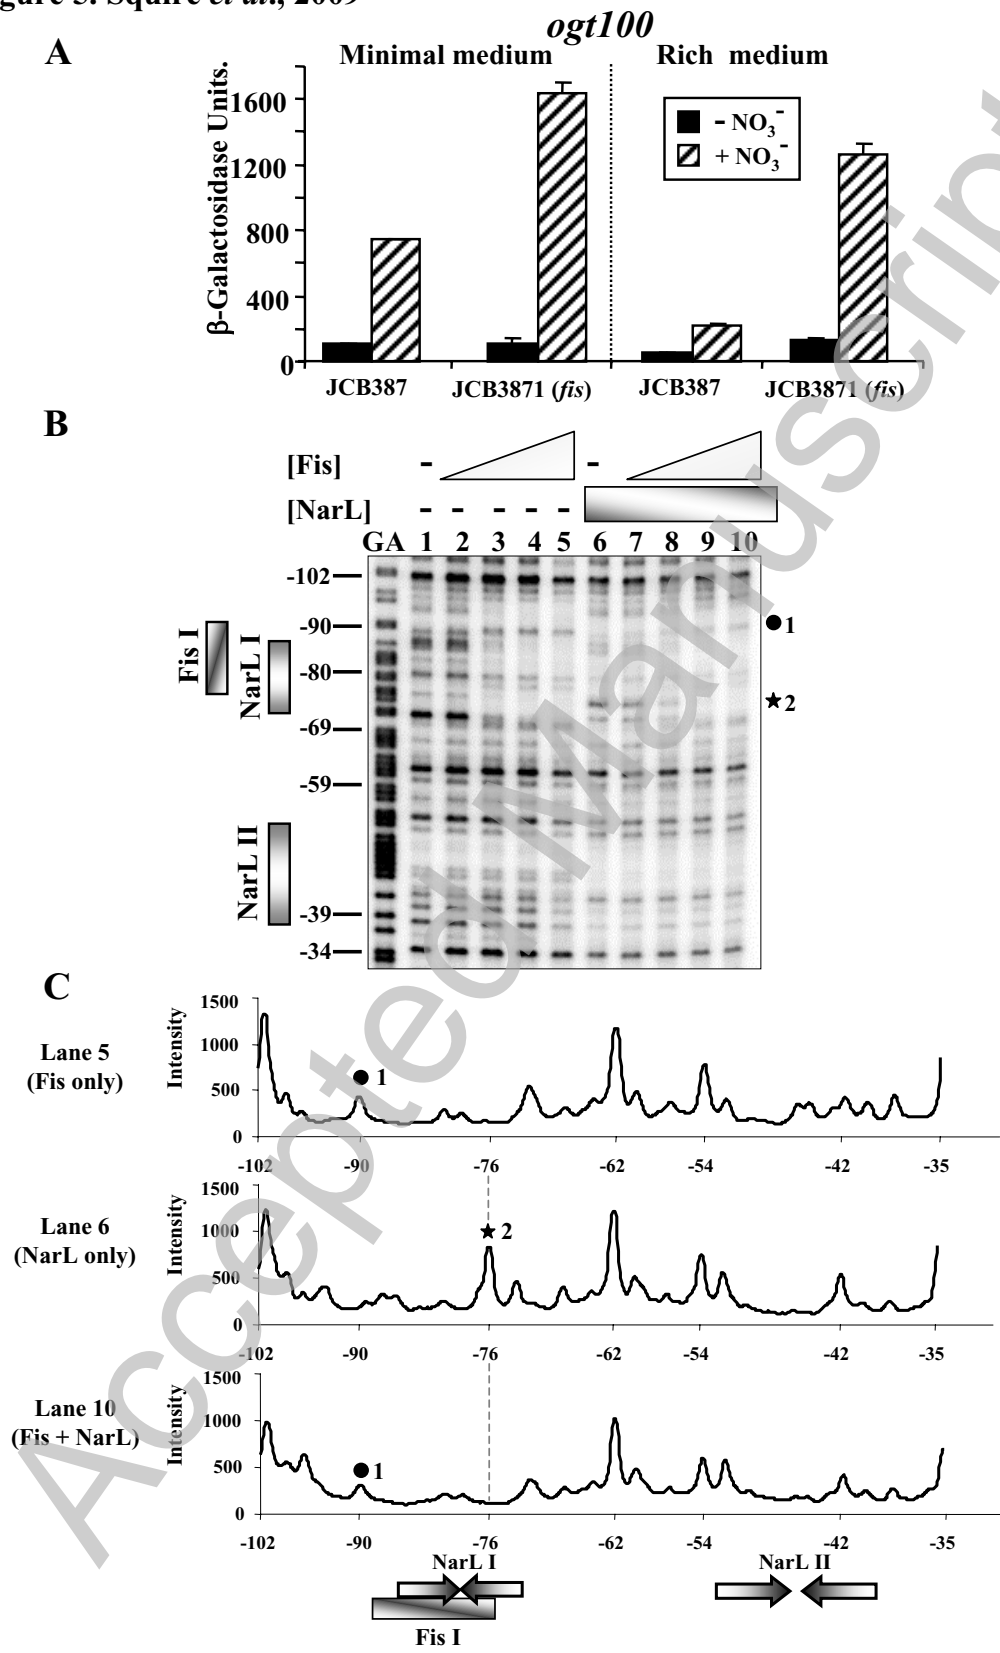 gure 5. Squire et al., 2009
ogt100
A
Minimal medium
Rich medium
β-Galactosidase Units.
1600
1200
800
400
0
- NO3-
+ NO3-
JCB387
JCB3871 (fis)
JCB387
JCB3871 (fis)
B
[Fis] - -
[NarL] - - - - -
GA 1 2 3 4 5 6 7 8 9 10
-102
-90
-80
-69
-59
-39
-34
Fis I
NarL I
NarL II
1
2
C
Lane 5
(Fis only)
Intensity
1500
1000
500
0
1
-102 -90 -76 -62 -54 -42 -35
Lane 6
(NarL only)
Intensity
1500
1000
500
0
2
-102 -90 -76 -62 -54 -42 -35
Lane 10
(Fis + NarL)
Intensity
1500
1000
500
0
1
-102 -90 -76 -62 -54 -42 -35
NarL I
NarL II
Fis I
Accepted Manuscript